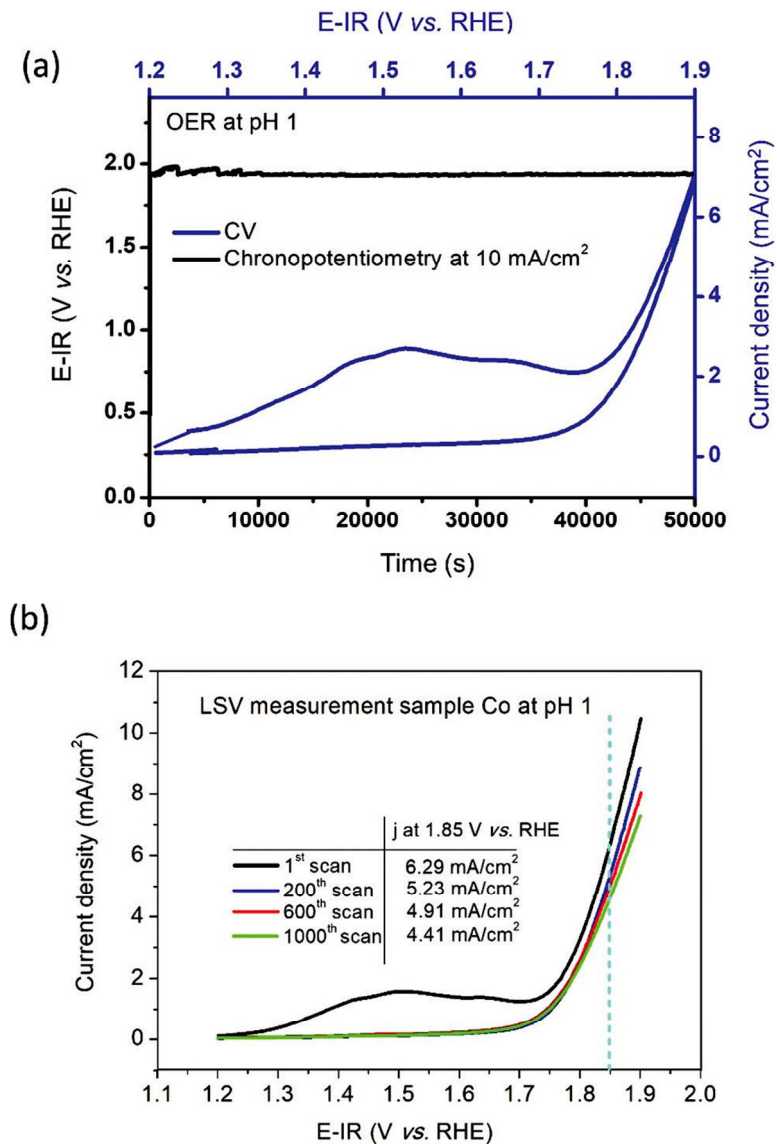 E-IR (V vs. RHE)
(a)
1.2 1.3 1.4 1.5 1.6 1.7 1.8 1.9
OER at pH 1
2.0
1.5
1.0
0.5
0.0
E-IR (V vs. RHE)
CV
Chronopotentiometry at 10 mA/cm²
8
6
4
2
0
Current density (mA/cm²)
0 10000 20000 30000 40000 50000
Time (s)
(b)
12
10
8
6
4
2
0
Current density (mA/cm²)
LSV measurement sample Co at pH 1
j at 1.85 V vs. RHE
1st scan 6.29 mA/cm²
200th scan 5.23 mA/cm²
600th scan 4.91 mA/cm²
1000th scan 4.41 mA/cm²
1.1 1.2 1.3 1.4 1.5 1.6 1.7 1.8 1.9 2.0
E-IR (V vs. RHE)